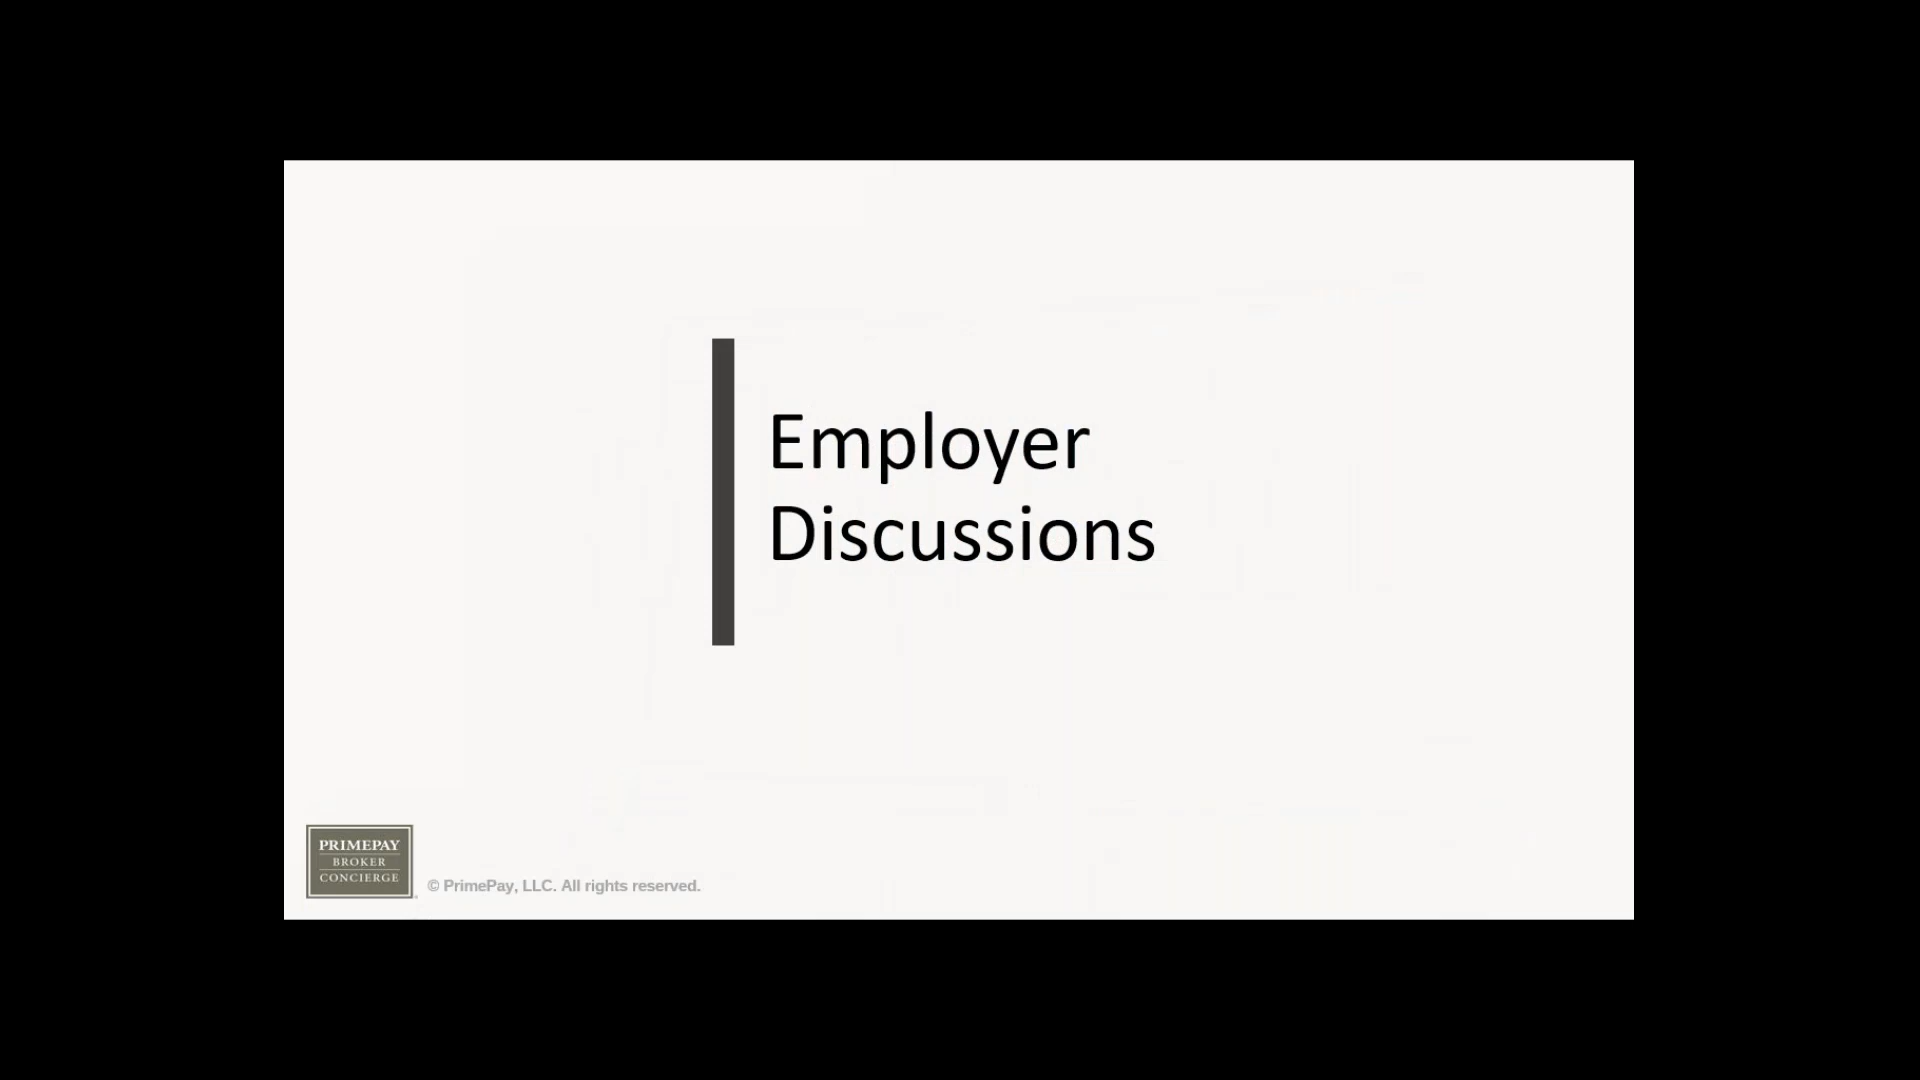 Employer
Discussions
PRIMEPAY
BROKER
CONCIERGE
© PrimePay, LLC. All rights reserved.